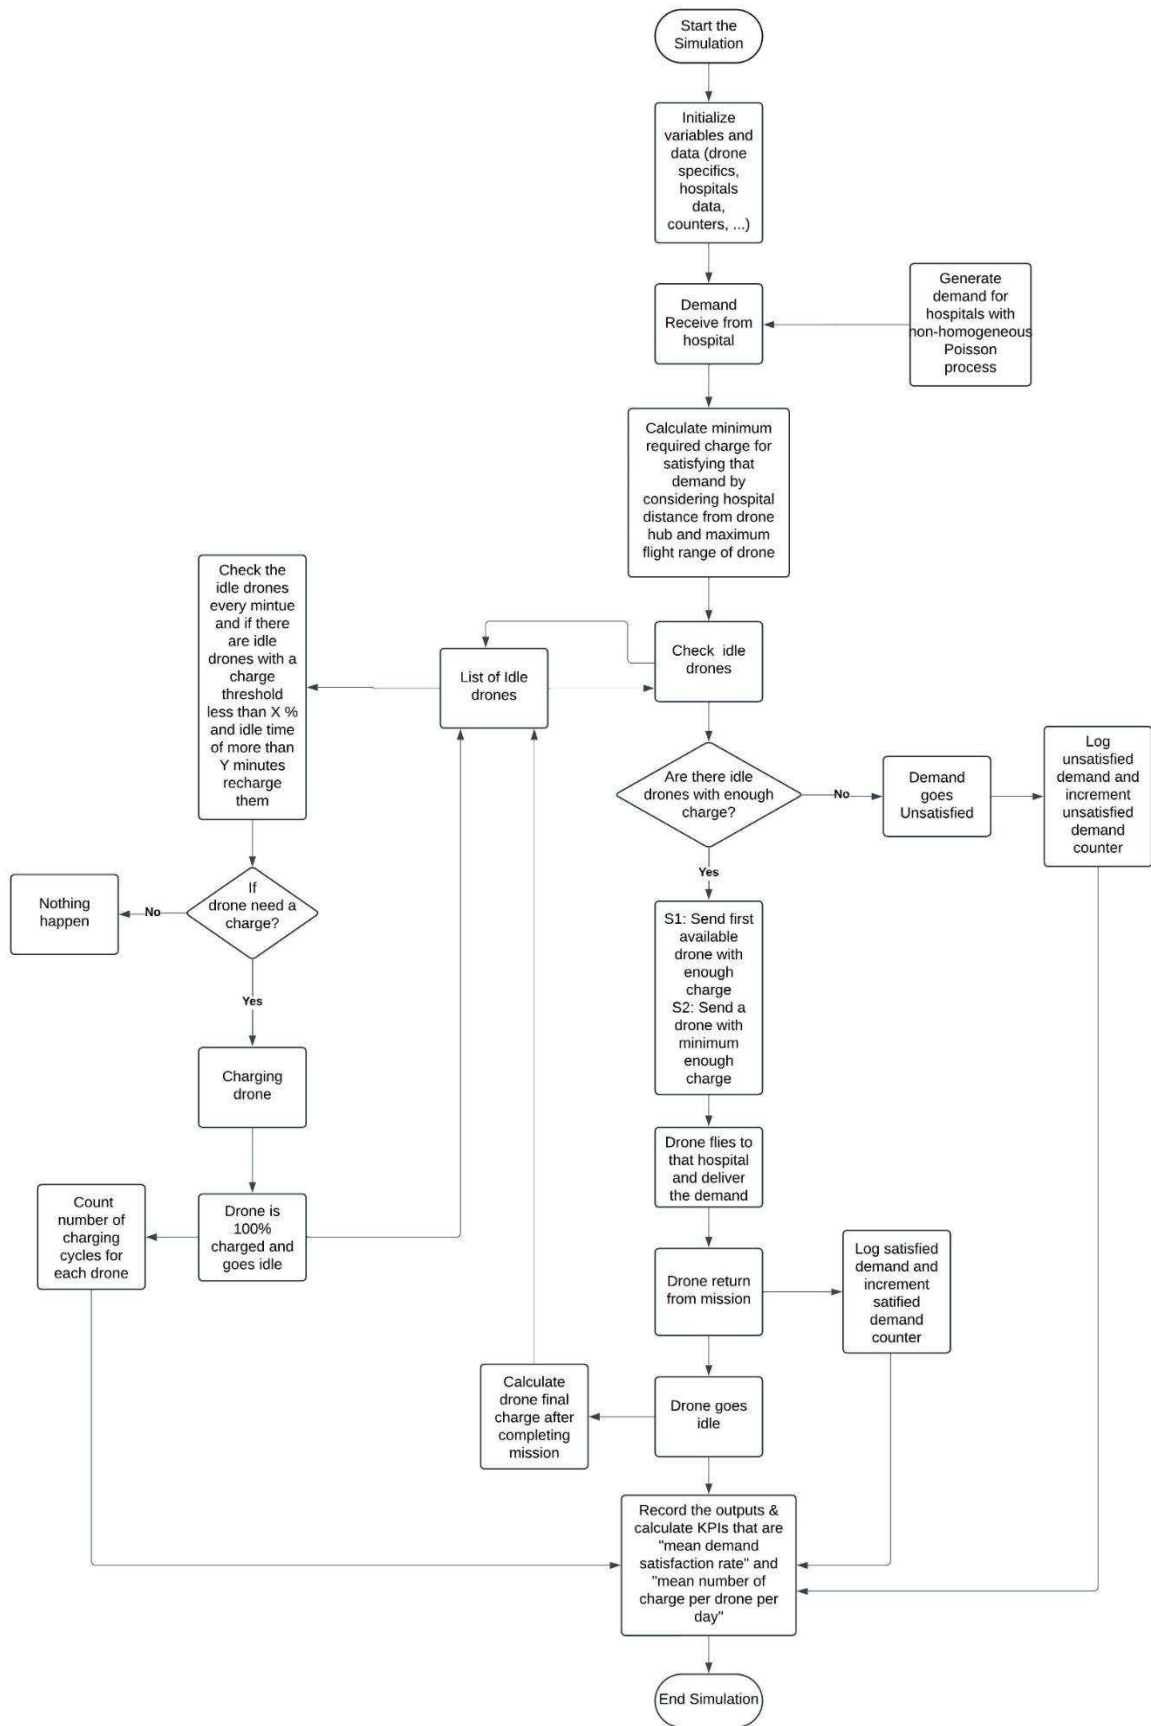 Start the
Simulation
Initialize
variables and
data (drone
specifics,
hospitals
data,
counters, ...)
Generate
demand for
hospitals with
non-homogeneous
Poisson
process
Demand
Receive from
hospital
Calculate minimum
required charge for
satisfying that
demand by
considering hospital
distance from drone
hub and maximum
flight range of drone
Check the
idle drones
every mintue
and if there
are idle
drones with a
charge
threshold
less than X %
and idle time
of more than
Y minutes
recharge
them
List of Idle
drones
Check idle
drones
Are there idle
drones with enough
charge?
No
Demand
goes
Unsatisfied
Log
unsatisfied
demand and
increment
unsatisfied
demand
counter
Yes
Nothing
happen
No
If
drone need a
charge?
Yes
S1: Send first
available
drone with
enough
charge
S2: Send a
drone with
minimum
enough
charge
Charging
drone
Drone flies to
that hospital
and deliver
the demand
Count
number of
charging
cycles for
each drone
Drone is
100%
charged and
goes idle
Drone return
from mission
Log satisfied
demand and
increment
satified
demand
counter
Calculate
drone final
charge after
completing
mission
Drone goes
idle
Record the outputs &
calculate KPIs that are
"mean demand
satisfaction rate" and
"mean number of
charge per drone per
day"
End Simulation